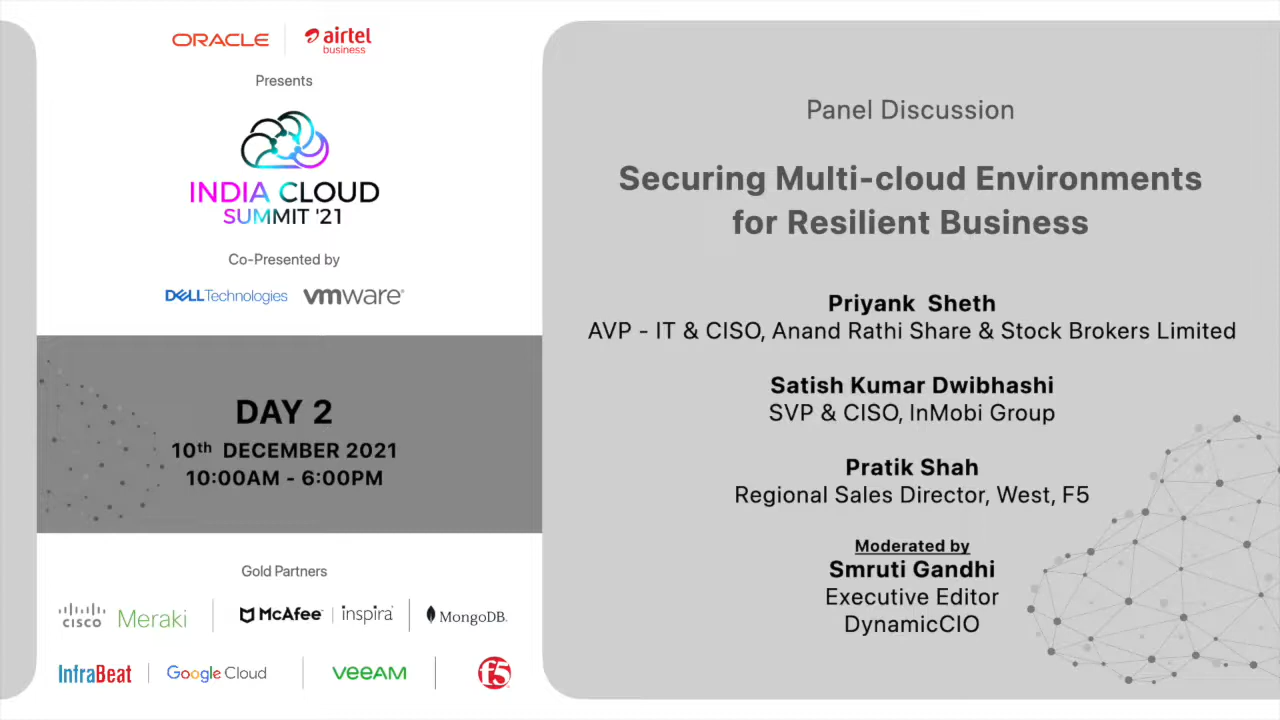 ORACLE
airtel
business
Presents
INDIA CLOUD
SUMMIT '21
Co-Presented by
DELLTechnologies vmware®
DAY 2
10th DECEMBER 2021
10:00AM - 6:00PM
Gold Partners
CISCO Meraki McAfee inspira MongoDB.
InfraBeat Google Cloud VEEAM f5
Panel Discussion
Securing Multi-cloud Environments
for Resilient Business
Priyank Sheth
AVP - IT & CISO, Anand Rathi Share & Stock Brokers Limited
Satish Kumar Dwibhashi
SVP & CISO, InMobi Group
Pratik Shah
Regional Sales Director, West, F5
Moderated by
Smruti Gandhi
Executive Editor
DynamicCIO